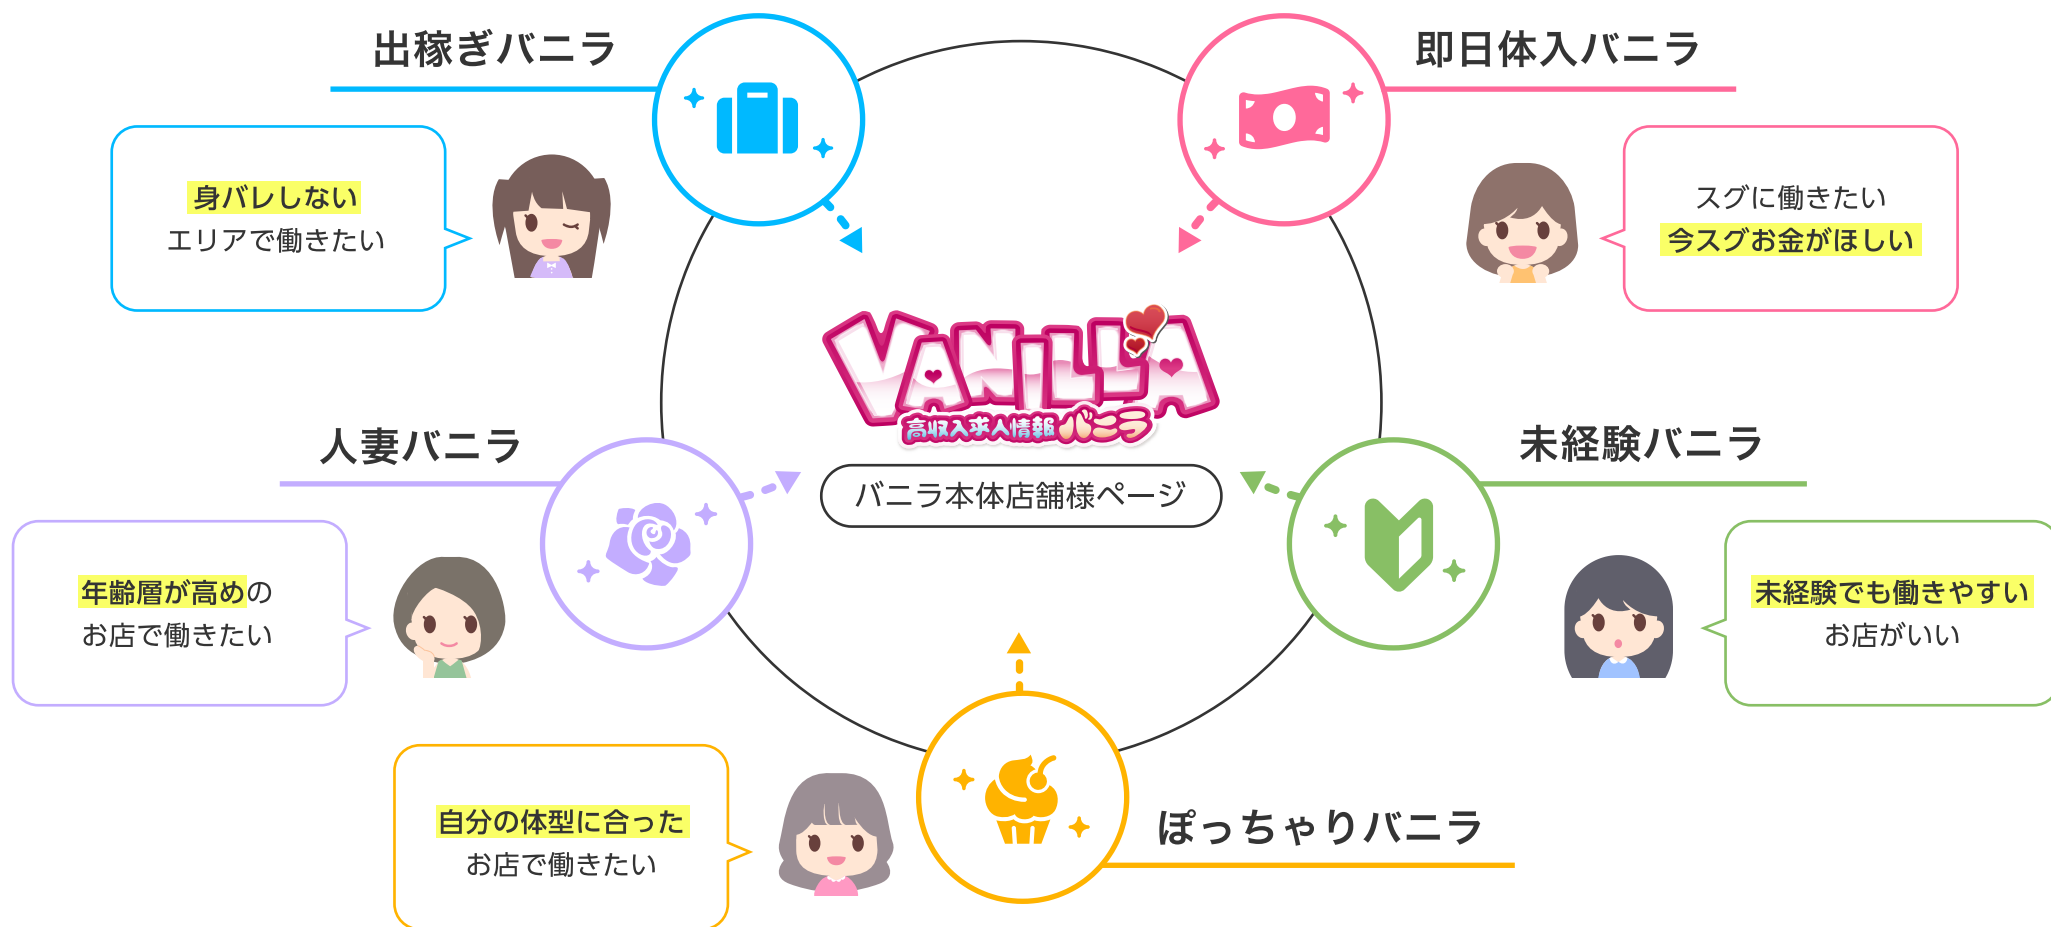 出稼ぎバニラ
身バレしない
エリアで働きたい
即日体入バニラ
スグに働きたい
今スグお金がほしい
VANILLA
高収入求人情報 バニラ
バニラ本体店舗様ページ
人妻バニラ
年齢層が高めの
お店で働きたい
未経験バニラ
未経験でも働きやすい
お店がいい
ぽっちゃりバニラ
自分の体型に合った
お店で働きたい